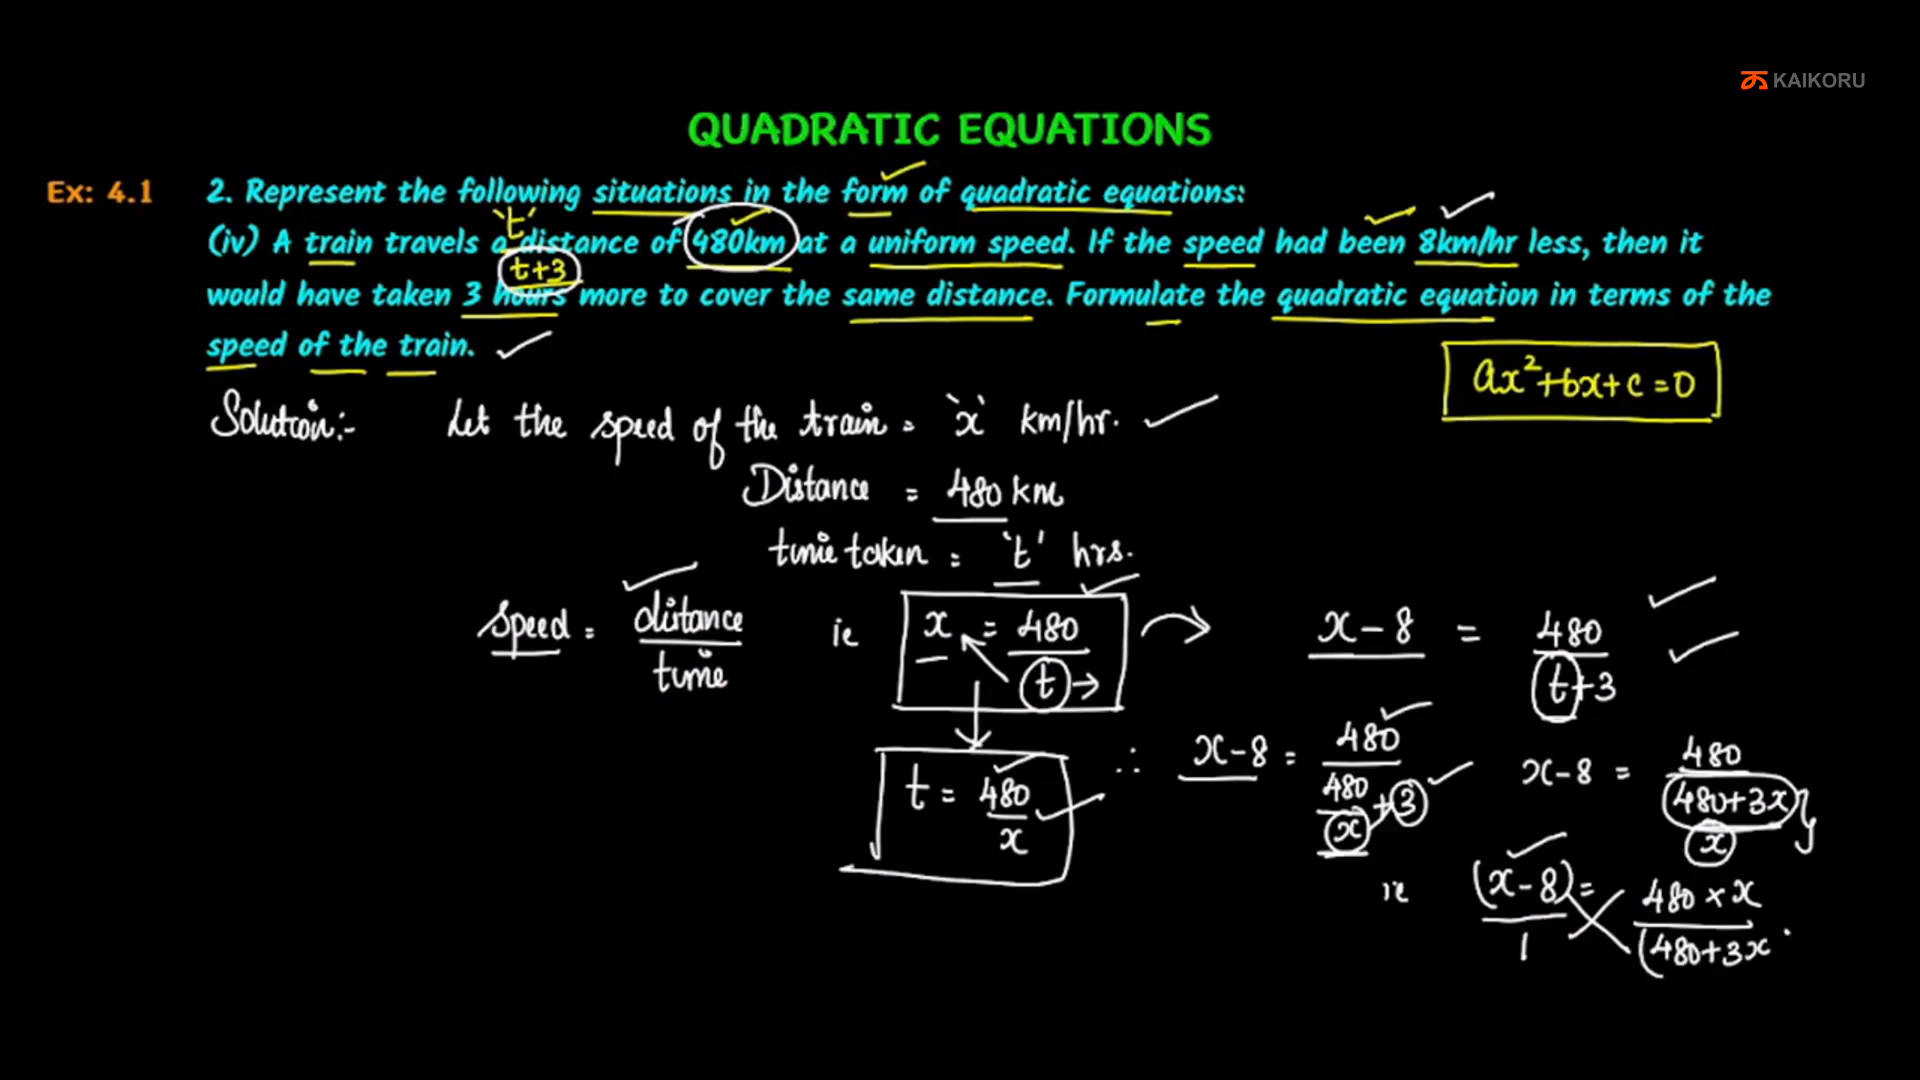 KAIKORU
QUADRATIC EQUATIONS
Ex: 4.1 2. Represent the following situations in the form of quadratic equations:
't'
(iv) A train travels a distance of 480km at a uniform speed. If the speed had been 8km/hr less, then it
t+3
would have taken 3 hours more to cover the same distance. Formulate the quadratic equation in terms of the
speed of the train.
ax²+bx+c=0
Solution:- Let the speed of the train = 'x' km/hr.
Distance = 480 km
time taken = 't' hrs.
speed = distance/time ie x = 480/t → x-8 = 480/t+3
t = 480/x ∴ x-8 = 480/(480/x+3) x-8 = 480/(480+3x/x)
ie (x-8)/1 = 480×x/(480+3x